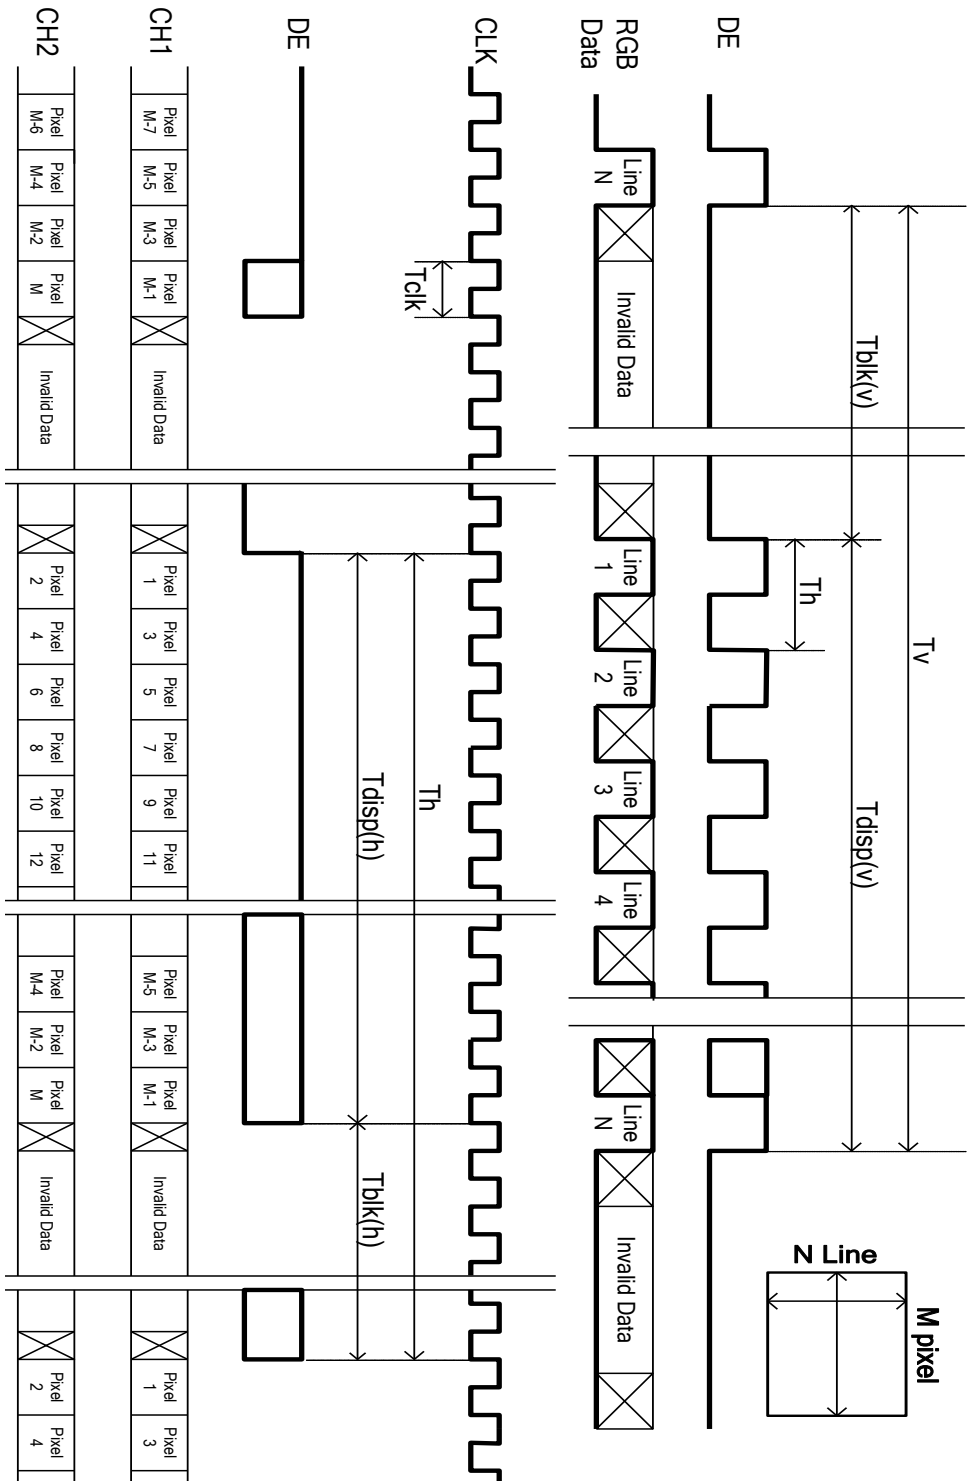 Tv
Tblk(v)
Tdisp(v)
Th
DE
RGB
Data
Line
N
Invalid Data
Line
1
Line
2
Line
3
Line
4
Line
N
Invalid Data
N Line
M pixel
CLK
Tclk
Th
Tdisp(h)
Tblk(h)
DE
CH1
Pixel
M-7
Pixel
M-5
Pixel
M-3
Pixel
M-1
Invalid Data
Pixel
1
Pixel
3
Pixel
5
Pixel
7
Pixel
9
Pixel
11
Pixel
M-5
Pixel
M-3
Pixel
M-1
Invalid Data
Pixel
1
Pixel
3
CH2
Pixel
M-6
Pixel
M-4
Pixel
M-2
Pixel
M
Invalid Data
Pixel
2
Pixel
4
Pixel
6
Pixel
8
Pixel
10
Pixel
12
Pixel
M-4
Pixel
M-2
Pixel
M
Invalid Data
Pixel
2
Pixel
4